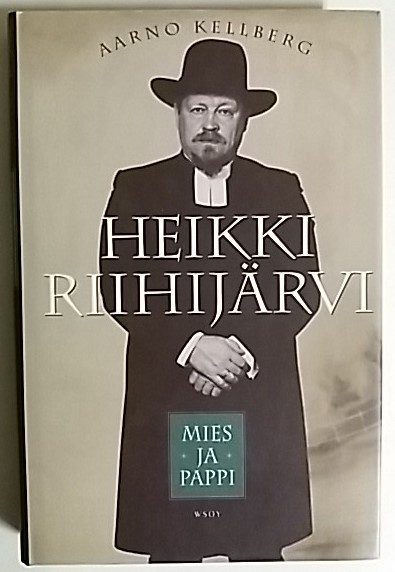 AARNO KELLBERG
HEIKKI
RIIHIJÄRVI
MIES
JA
PAPPI
WSOY